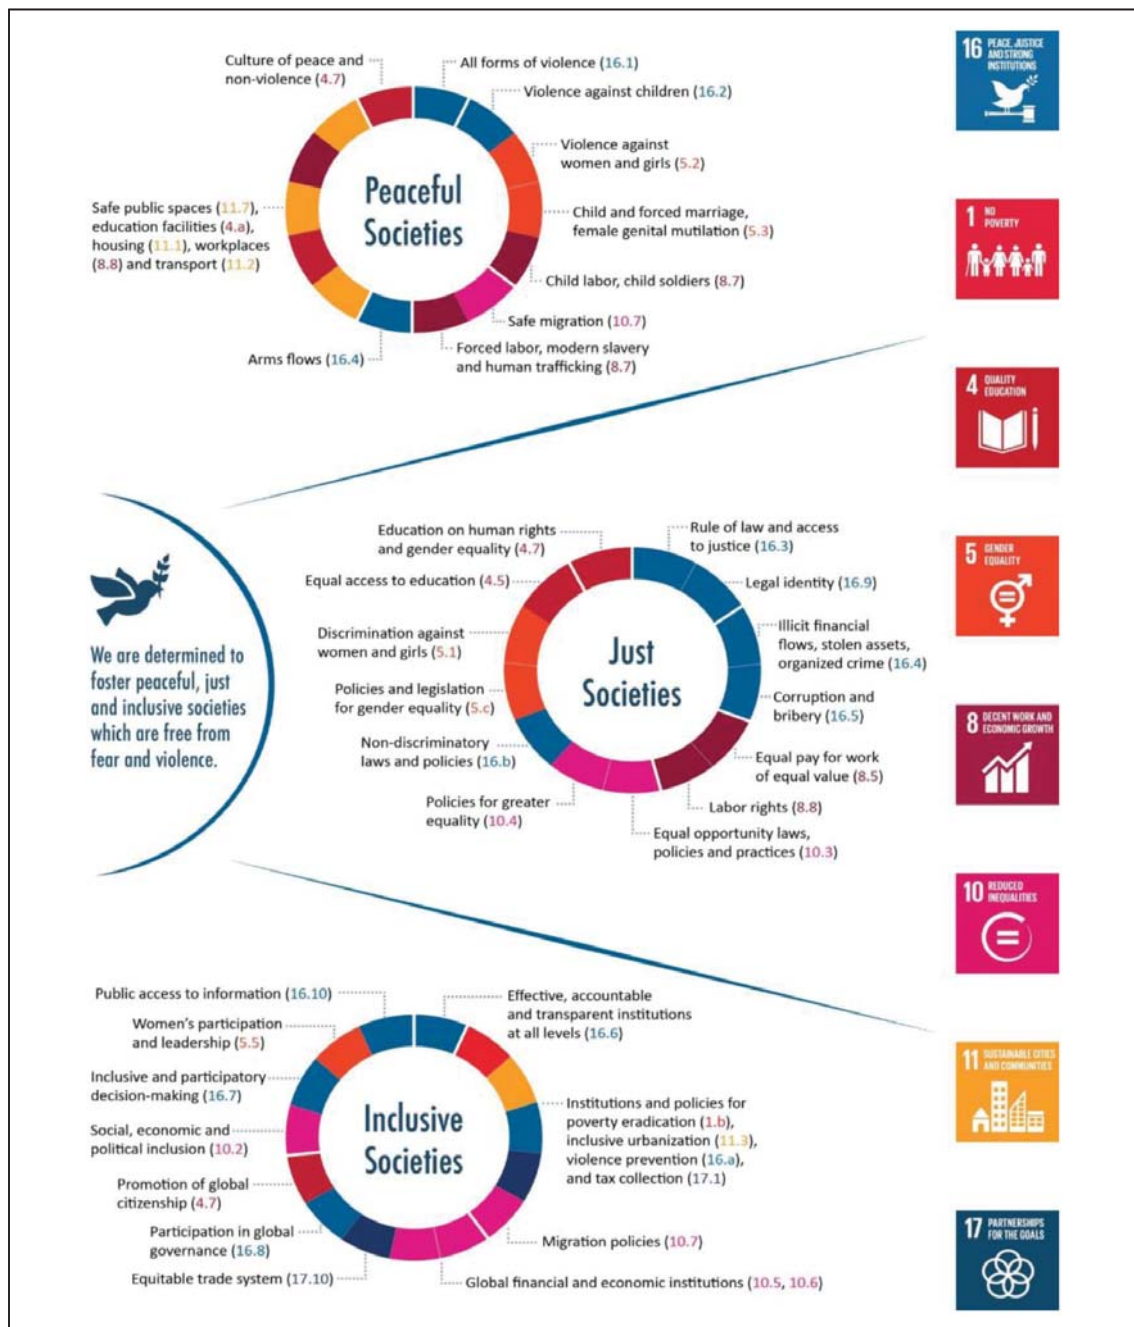 Culture of peace and
non-violence (4.7)
All forms of violence (16.1)
Violence against children (16.2)
Violence against
women and girls (5.2)
Child and forced marriage,
female genital mutilation (5.3)
Child labor, child soldiers (8.7)
Safe migration (10.7)
Forced labor, modern slavery
and human trafficking (8.7)
Arms flows (16.4)
Safe public spaces (11.7),
education facilities (4.a),
housing (11.1), workplaces
(8.8) and transport (11.2)
Peaceful
Societies
We are determined to
foster peaceful, just
and inclusive societies
which are free from
fear and violence.
Education on human rights
and gender equality (4.7)
Equal access to education (4.5)
Discrimination against
women and girls (5.1)
Policies and legislation
for gender equality (5.c)
Non-discriminatory
laws and policies (16.b)
Policies for greater
equality (10.4)
Just
Societies
Rule of law and access
to justice (16.3)
Legal identity (16.9)
Illicit financial
flows, stolen assets,
organized crime (16.4)
Corruption and
bribery (16.5)
Equal pay for work
of equal value (8.5)
Labor rights (8.8)
Equal opportunity laws,
policies and practices (10.3)
Public access to information (16.10)
Women's participation
and leadership (5.5)
Inclusive and participatory
decision-making (16.7)
Social, economic and
political inclusion (10.2)
Promotion of global
citizenship (4.7)
Participation in global
governance (16.8)
Equitable trade system (17.10)
Inclusive
Societies
Effective, accountable
and transparent institutions
at all levels (16.6)
Institutions and policies for
poverty eradication (1.b),
inclusive urbanization (11.3),
violence prevention (16.a),
and tax collection (17.1)
Migration policies (10.7)
Global financial and economic institutions (10.5, 10.6)
16 PEACE, JUSTICE
AND STRONG
INSTITUTIONS
1 NO
POVERTY
4 QUALITY
EDUCATION
5 GENDER
EQUALITY
8 DECENT WORK AND
ECONOMIC GROWTH
10 REDUCED
INEQUALITIES
11 SUSTAINABLE CITIES
AND COMMUNITIES
17 PARTNERSHIPS
FOR THE GOALS